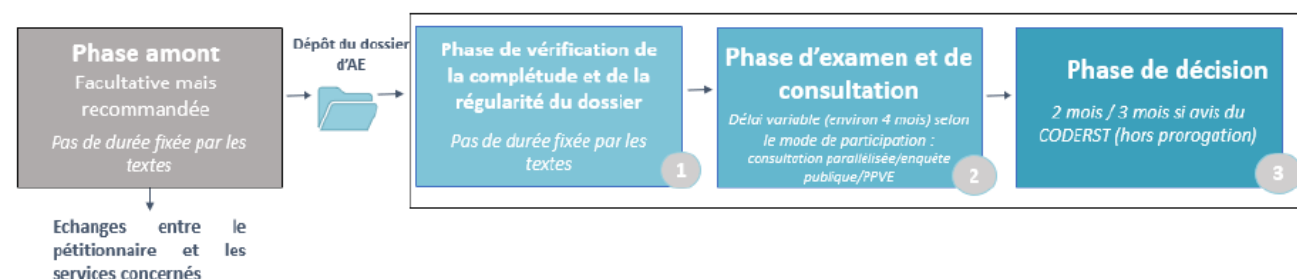 Phase amont
Facultative mais
recommandée
Pas de durée fixée par les
textes
Echanges entre le
pétitionnaire et les
services concernés
Dépôt du dossier
d'AE
Phase de vérification de
la complétude et de la
régularité du dossier
Pas de durée fixée par les
textes
1
Phase d'examen et de
consultation
Délai variable (environ 4 mois) selon
le mode de participation :
consultation parallélisée/enquête
publique/PPVE
2
Phase de décision
2 mois / 3 mois si avis du
CODERST (hors prorogation)
3